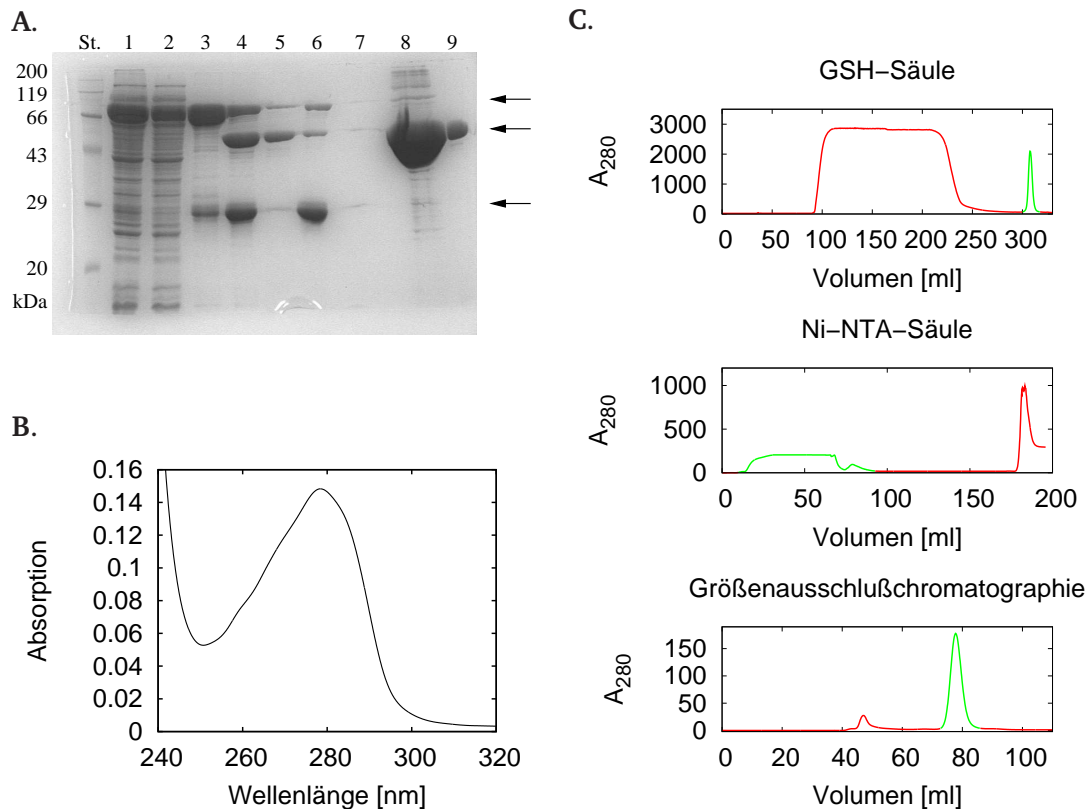 A.
St. 1 2 3 4 5 6 7 8 9
200
119
66
43
29
20
kDa
B.
Absorption
0.16
0.14
0.12
0.1
0.08
0.06
0.04
0.02
0
240 260 280 300 320
Wellenlänge [nm]
C.
GSH−Säule
A280
3000
2000
1000
0
0 50 100 150 200 250 300
Volumen [ml]
Ni−NTA−Säule
A280
1000
500
0
0 50 100 150 200
Volumen [ml]
Größenausschlußchromatographie
A280
150
100
50
0
0 20 40 60 80 100
Volumen [ml]